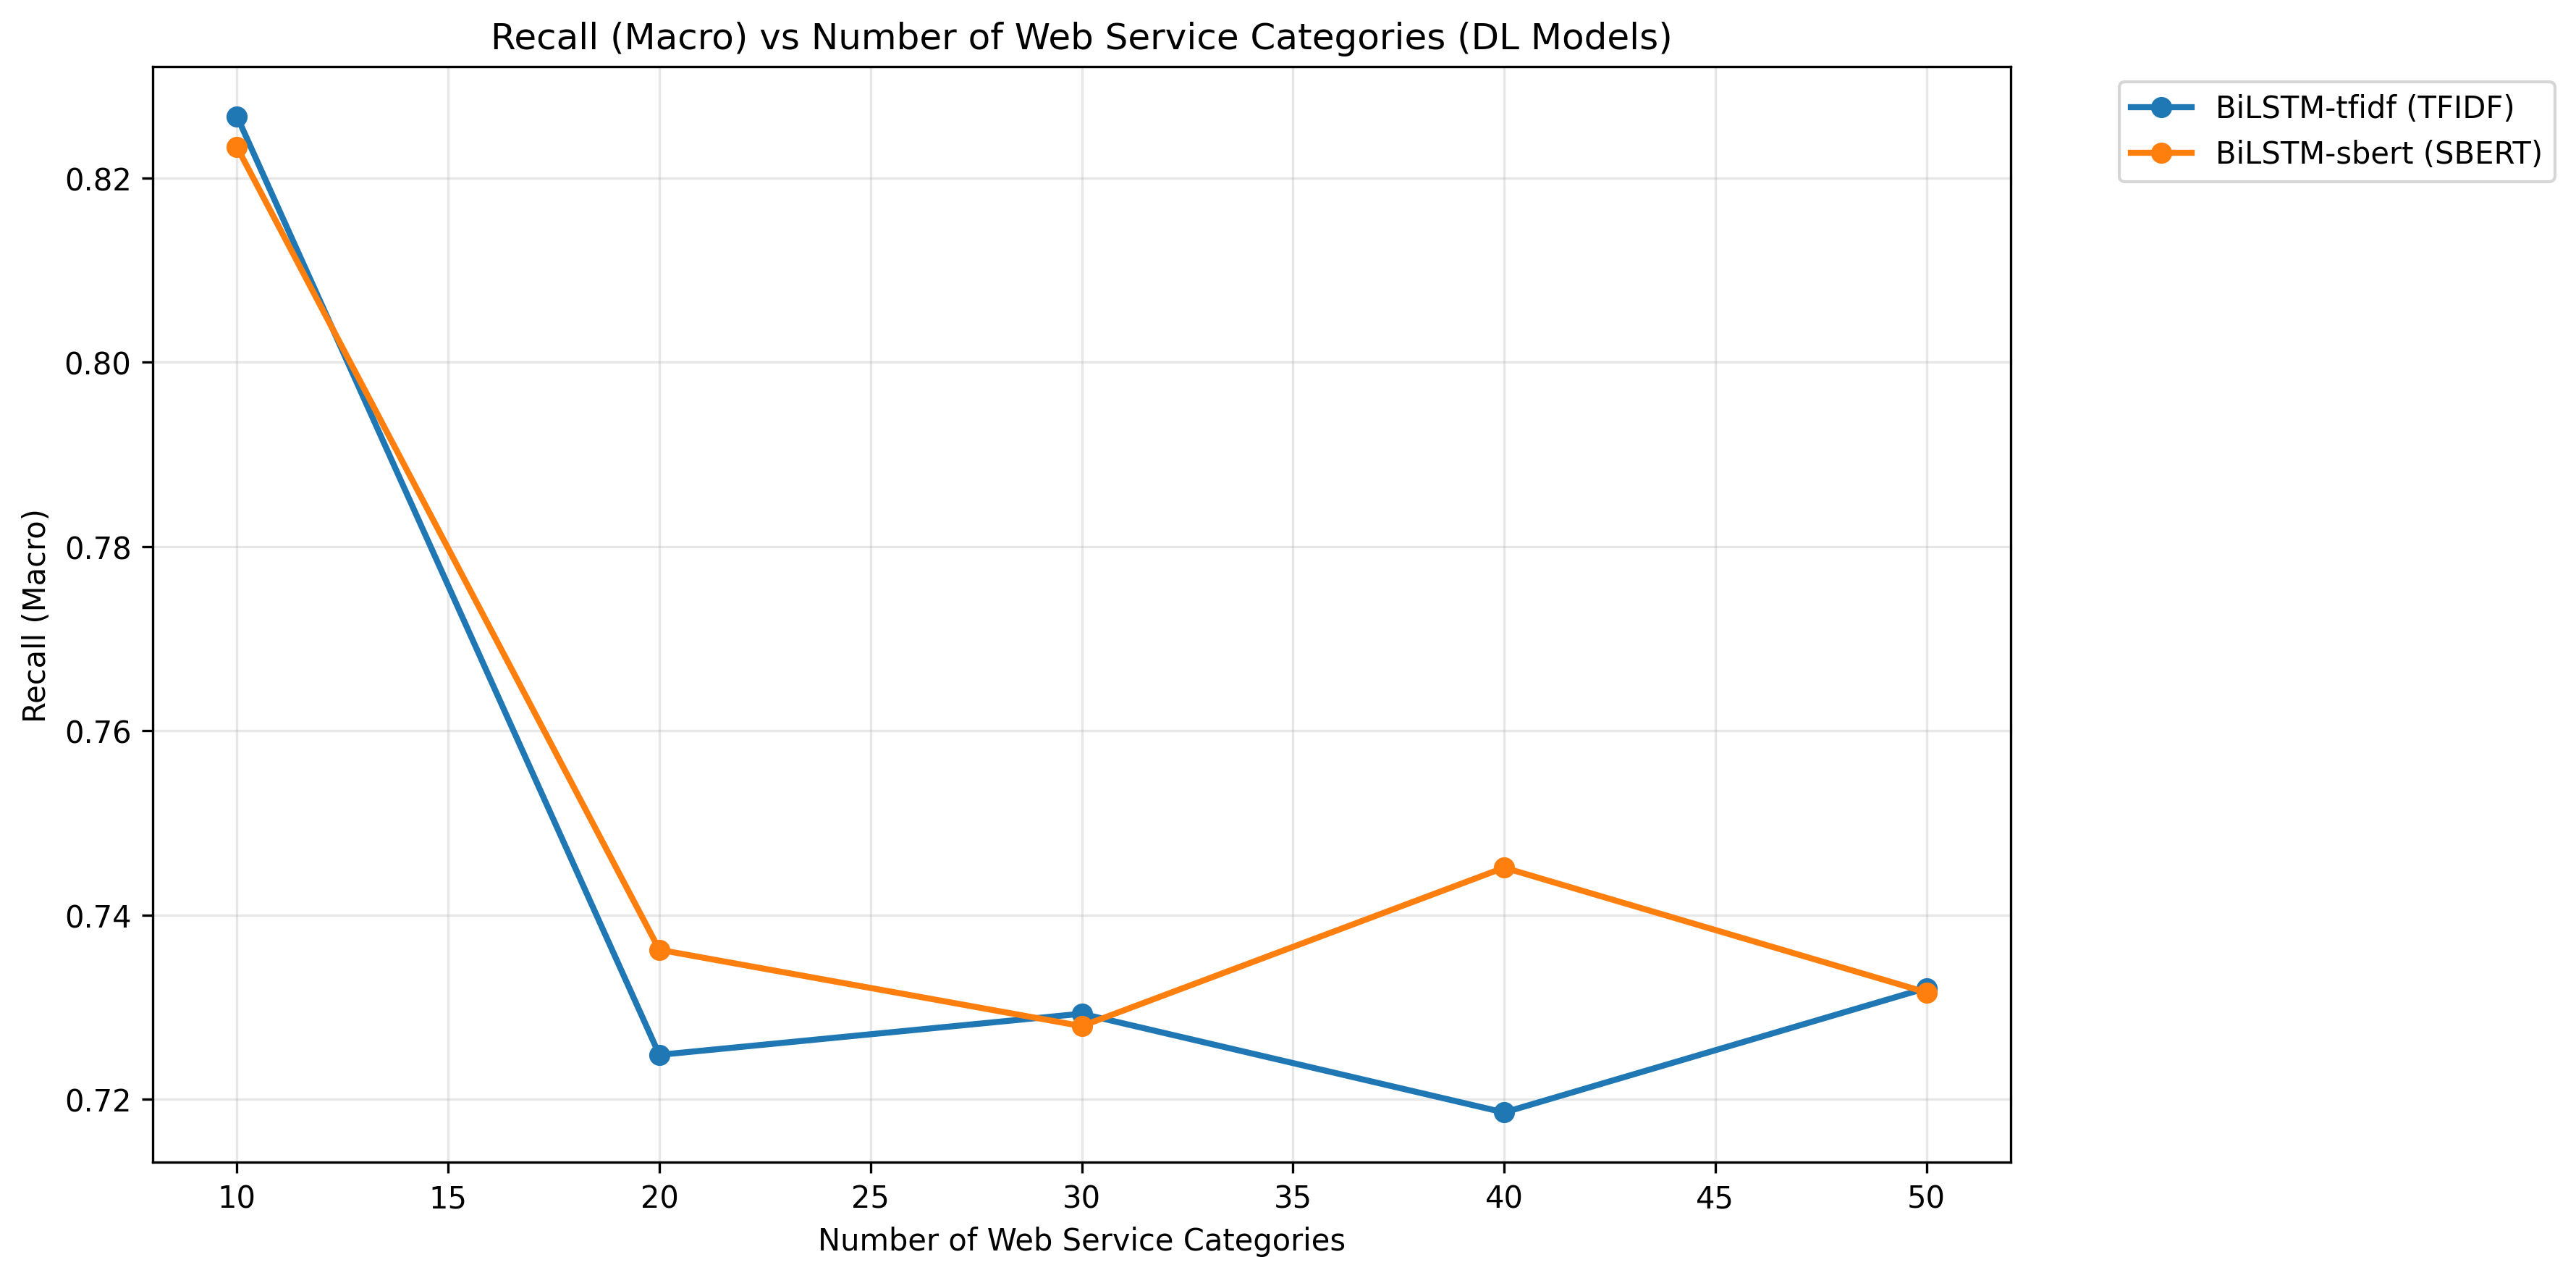 Recall (Macro) vs Number of Web Service Categories (DL Models)
BiLSTM-tfidf (TFIDF)
BiLSTM-sbert (SBERT)
Recall (Macro)
0.82
0.80
0.78
0.76
0.74
0.72
10 15 20 25 30 35 40 45 50
Number of Web Service Categories